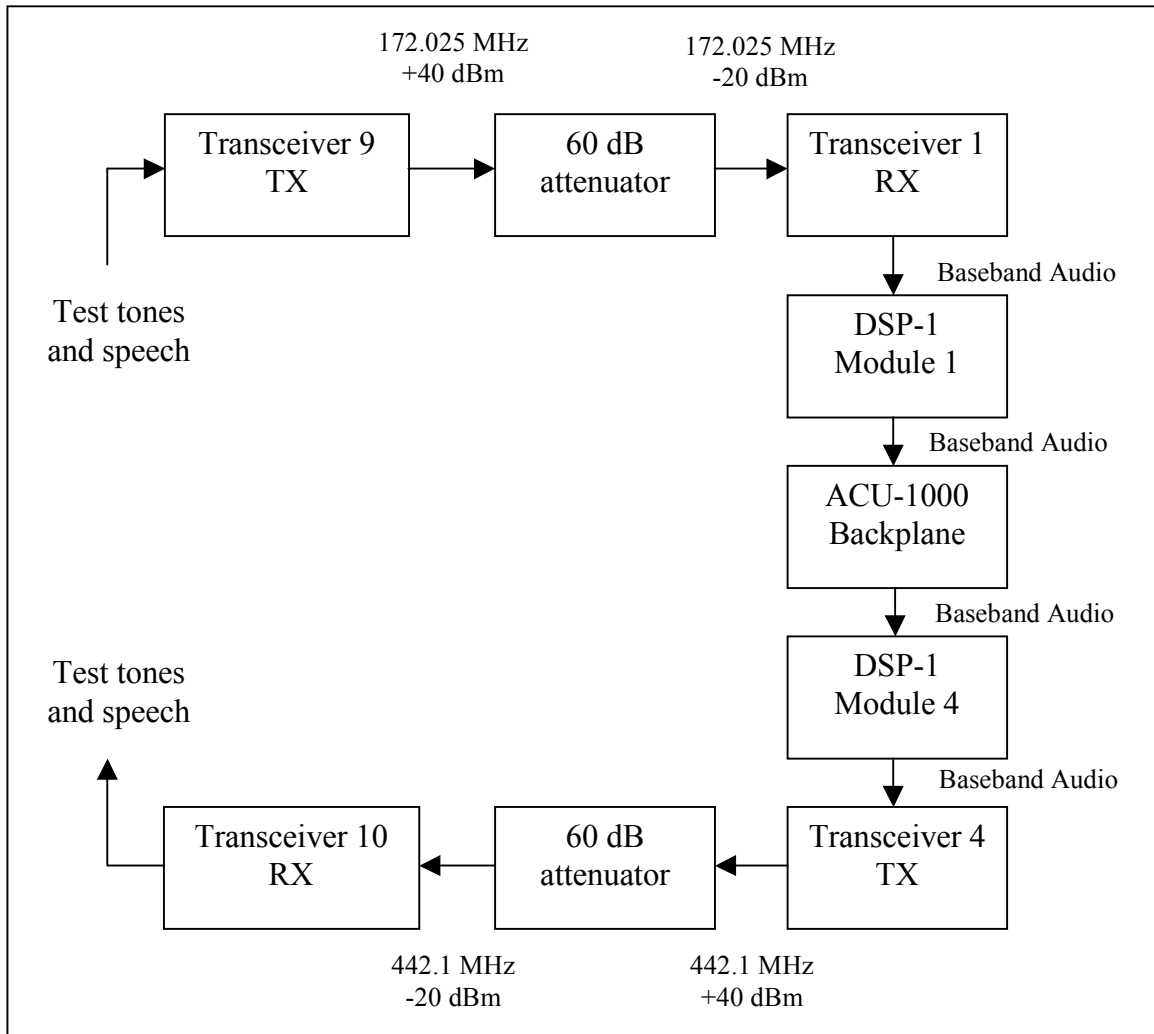 172.025 MHz
+40 dBm
172.025 MHz
-20 dBm
Transceiver 9
TX
60 dB
attenuator
Transceiver 1
RX
Test tones
and speech
Baseband Audio
DSP-1
Module 1
Baseband Audio
ACU-1000
Backplane
Baseband Audio
DSP-1
Module 4
Baseband Audio
Transceiver 4
TX
60 dB
attenuator
Transceiver 10
RX
Test tones
and speech
442.1 MHz
-20 dBm
442.1 MHz
+40 dBm